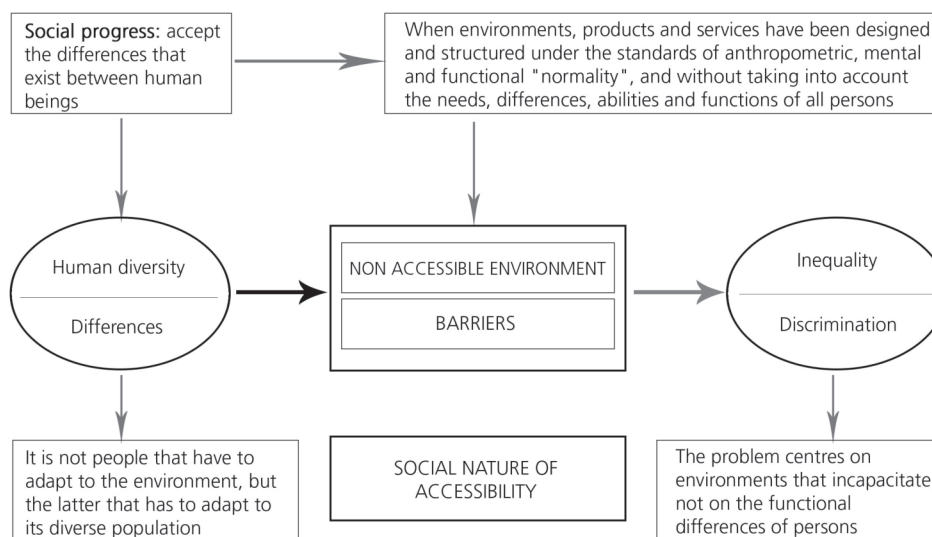 Social progress: accept
the differences that
exist between human
beings
When environments, products and services have been designed
and structured under the standards of anthropometric, mental
and functional "normality", and without taking into account
the needs, differences, abilities and functions of all persons
Human diversity
Differences
NON ACCESSIBLE ENVIRONMENT
BARRIERS
Inequality
Discrimination
It is not people that have to
adapt to the environment, but
the latter that has to adapt to
its diverse population
SOCIAL NATURE OF
ACCESSIBILITY
The problem centres on
environments that incapacitate
not on the functional
differences of persons